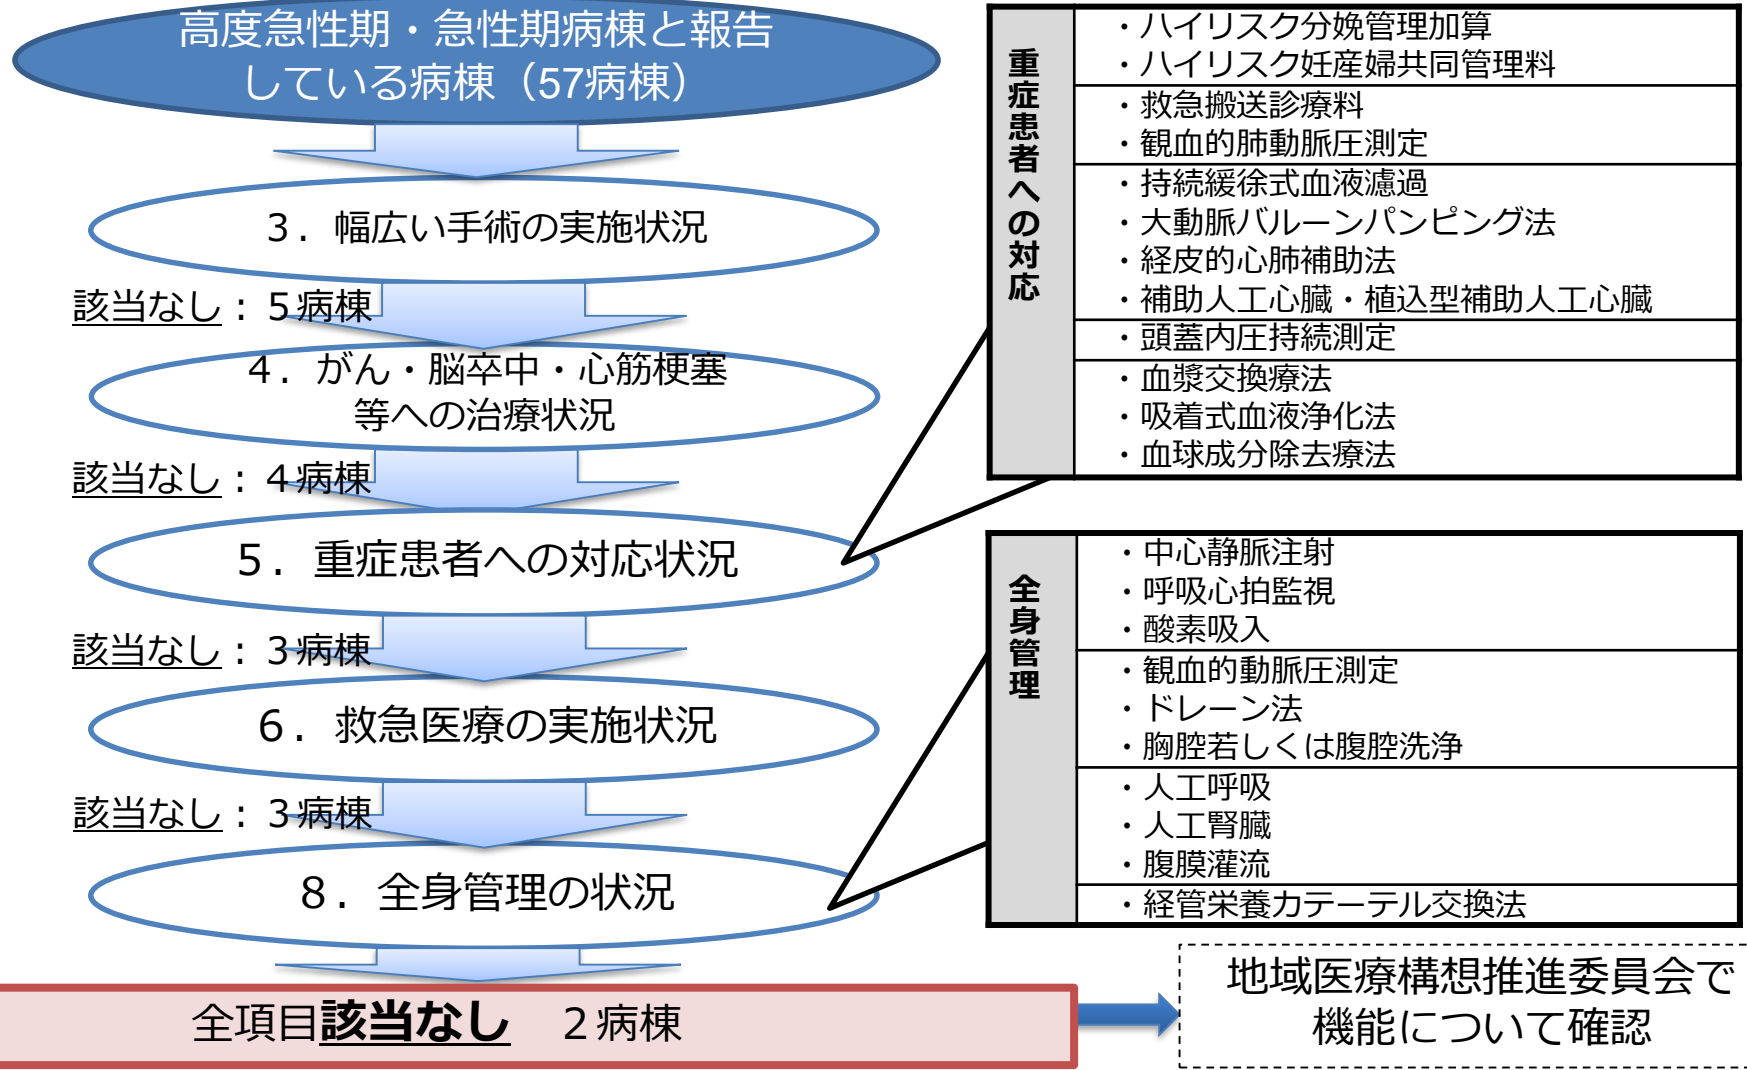 高度急性期・急性期病棟と報告
している病棟（57病棟）
３．幅広い手術の実施状況
該当なし：５病棟
４．がん・脳卒中・心筋梗塞
等への治療状況
該当なし：４病棟
５．重症患者への対応状況
該当なし：３病棟
６．救急医療の実施状況
該当なし：３病棟
８．全身管理の状況
全項目該当なし　２病棟
重症患者への対応
・ハイリスク分娩管理加算
・ハイリスク妊産婦共同管理料
・救急搬送診療料
・観血的肺動脈圧測定
・持続緩徐式血液濾過
・大動脈バルーンパンピング法
・経皮的心肺補助法
・補助人工心臓・植込型補助人工心臓
・頭蓋内圧持続測定
・血漿交換療法
・吸着式血液浄化法
・血球成分除去療法
全身管理
・中心静脈注射
・呼吸心拍監視
・酸素吸入
・観血的動脈圧測定
・ドレーン法
・胸腔若しくは腹腔洗浄
・人工呼吸
・人工腎臓
・腹膜灌流
・経管栄養カテーテル交換法
地域医療構想推進委員会で
機能について確認